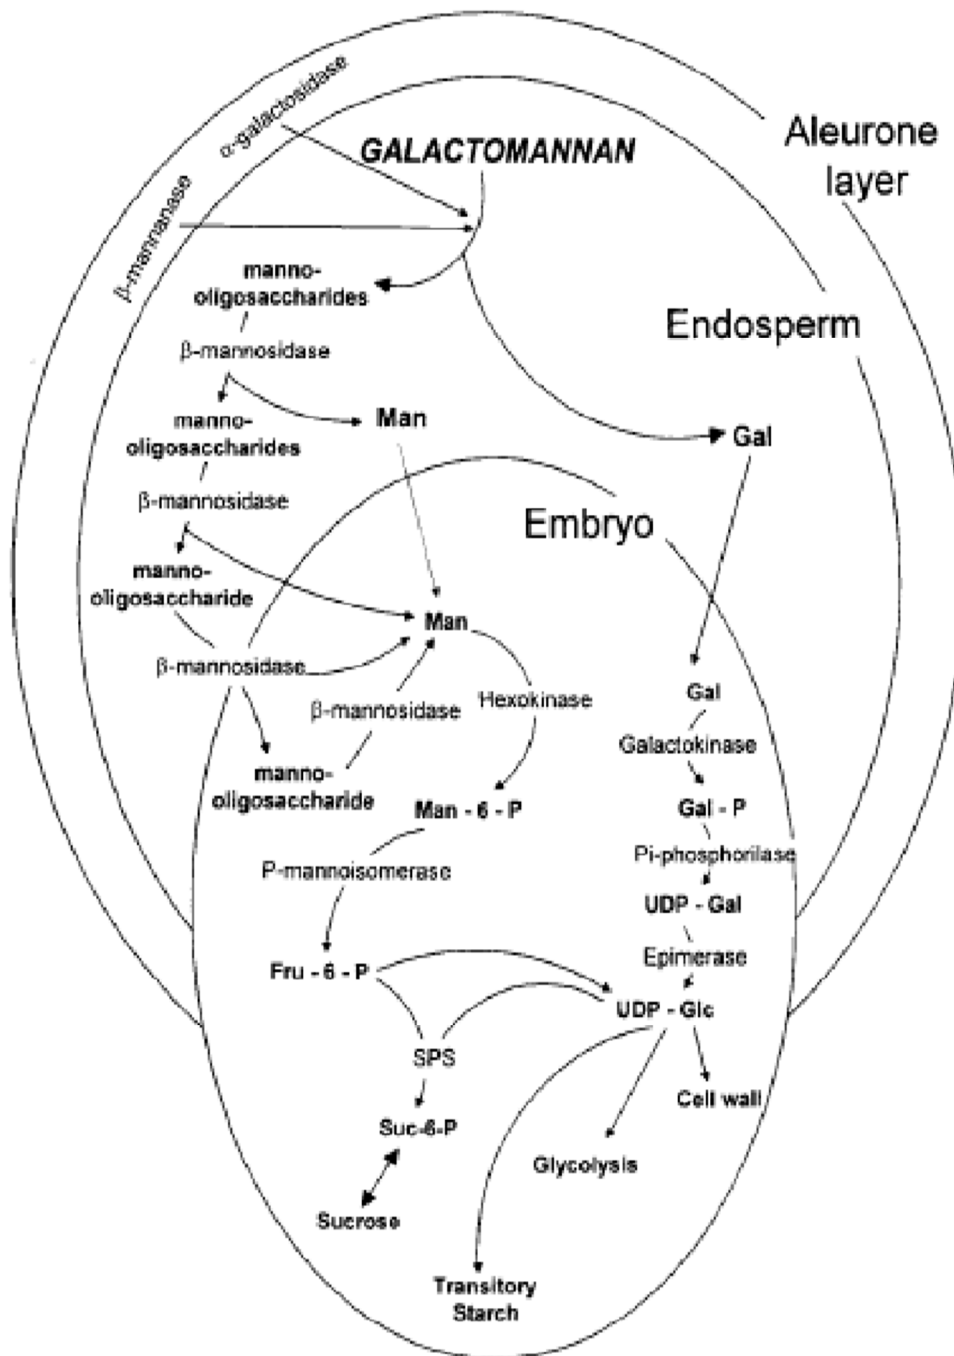 α-galactosidase
GALACTOMANNAN
Aleurone
layer
β-mannanase
manno-
oligosaccharides
Endosperm
β-mannosidase
manno-
oligosaccharides
Man
Gal
β-mannosidase
Embryo
manno-
oligosaccharide
Man
β-mannosidase
Hexokinase
β-mannosidase
Gal
Galactokinase
manno-
oligosaccharide
Man - 6 - P
Gal - P
P-mannoisomerase
Pi-phosphorilase
UDP - Gal
Epimerase
Fru - 6 - P
UDP - Glc
SPS
Cell wall
Suc-6-P
Glycolysis
Sucrose
Transitory
Starch